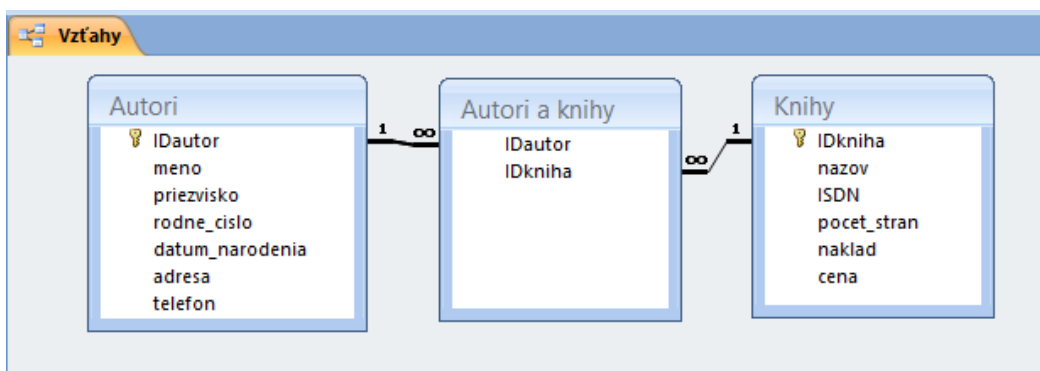 Vzťahy
Autori
IDautor
meno
priezvisko
rodne_cislo
datum_narodenia
adresa
telefon
1 ∞
Autori a knihy
IDautor
IDkniha
∞ 1
Knihy
IDkniha
nazov
ISDN
pocet_stran
naklad
cena